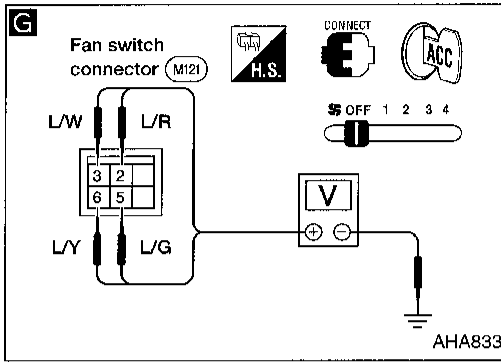 G
Fan switch
connector M121
H.S.
CONNECT
ACC
OFF 1 2 3 4
L/W L/R
3 2
6 5
L/Y L/G
V
+ −
AHA833